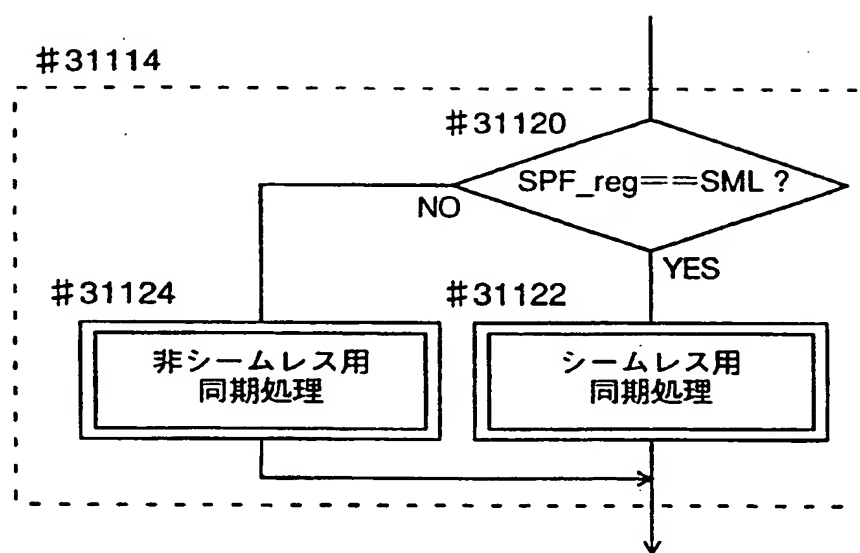 #31114
#31120
SPF_reg==SML ?
NO
YES
#31124
#31122
非シームレス用
同期処理
シームレス用
同期処理